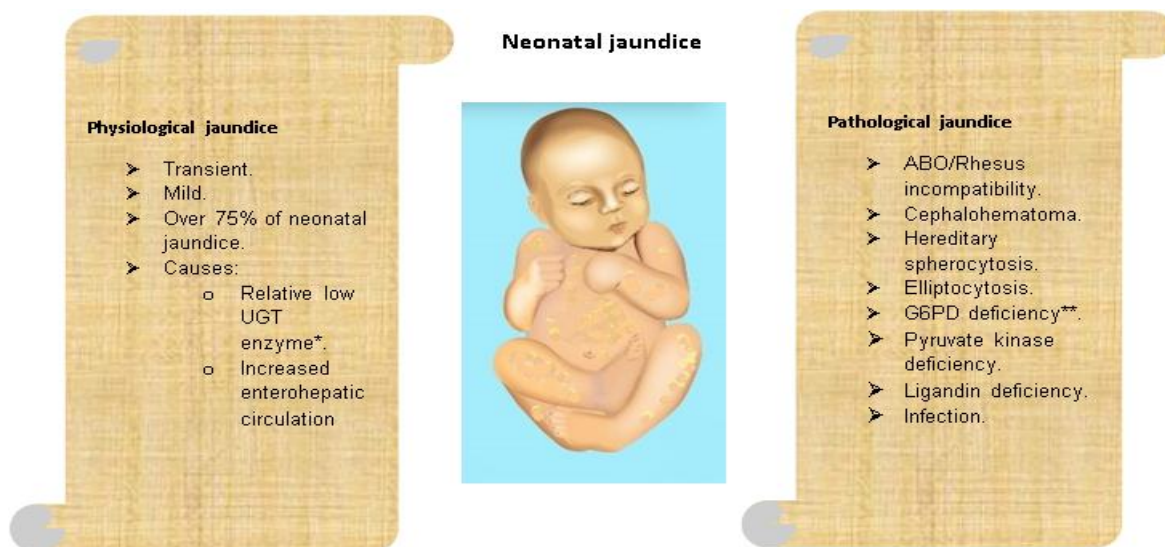 Neonatal jaundice
Physiological jaundice
➤ Transient.
➤ Mild.
➤ Over 75% of neonatal
jaundice.
➤ Causes:
o Relative low
UGT
enzyme*.
o Increased
enterohepatic
circulation
Pathological jaundice
➤ ABO/Rhesus
incompatibility.
➤ Cephalohematoma.
➤ Hereditary
spherocytosis.
➤ Elliptocytosis.
➤ G6PD deficiency**.
➤ Pyruvate kinase
deficiency.
➤ Ligandin deficiency.
➤ Infection.